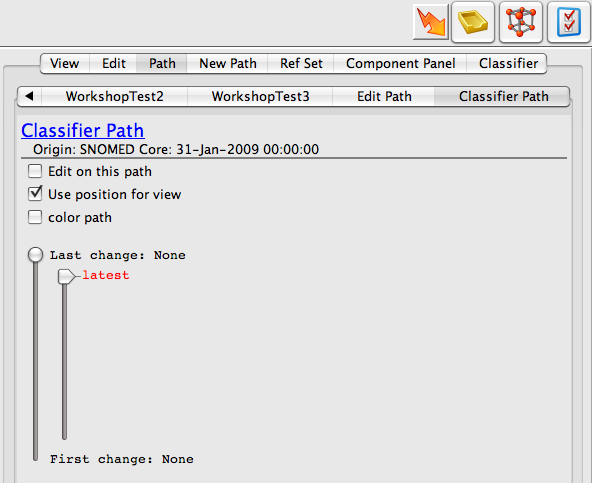 View Edit Path New Path Ref Set Component Panel Classifier
WorkshopTest2 WorkshopTest3 Edit Path Classifier Path
Classifier Path
Origin: SNOMED Core: 31-Jan-2009 00:00:00
Edit on this path
Use position for view
color path
Last change: None
latest
First change: None